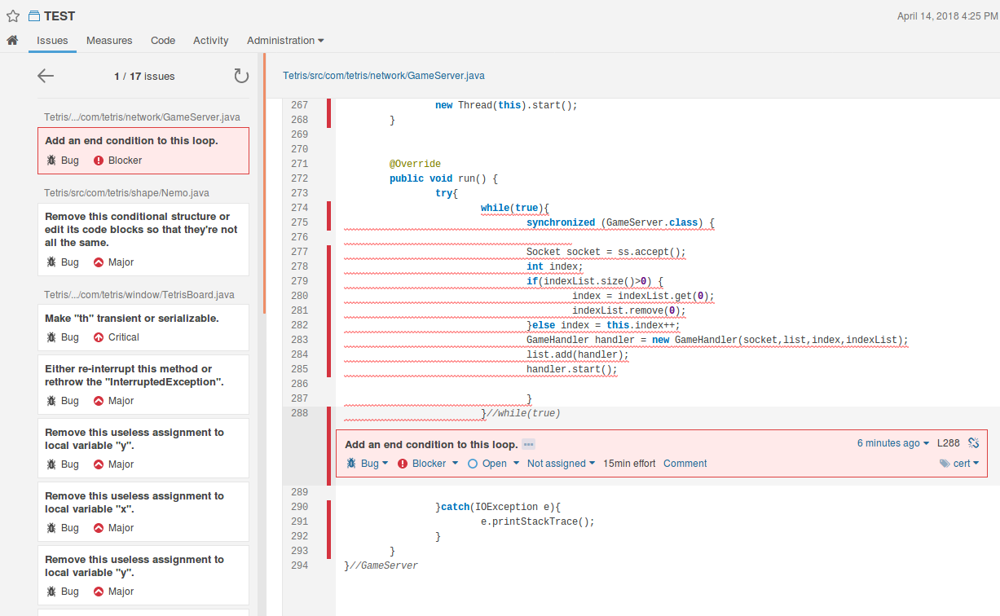 TEST
April 14, 2018 4:25 PM
Issues Measures Code Activity Administration
1 / 17 issues
Tetris/.../com/tetris/network/GameServer.java
Add an end condition to this loop.
Bug Blocker
Tetris/src/com/tetris/shape/Nemo.java
Remove this conditional structure or
edit its code blocks so that they're not
all the same.
Bug Major
Tetris/.../com/tetris/window/TetrisBoard.java
Make "th" transient or serializable.
Bug Critical
Either re-interrupt this method or
rethrow the "InterruptedException".
Bug Major
Remove this useless assignment to
local variable "y".
Bug Major
Remove this useless assignment to
local variable "x".
Bug Major
Remove this useless assignment to
local variable "y".
Bug Major
Tetris/src/com/tetris/network/GameServer.java
267 new Thread(this).start();
268 }
269
270
271 @Override
272 public void run() {
273 try{
274 while(true){
275 synchronized (GameServer.class) {
276
277 Socket socket = ss.accept();
278 int index;
279 if(indexList.size()>0) {
280 index = indexList.get(0);
281 indexList.remove(0);
282 }else index = this.index++;
283 GameHandler handler = new GameHandler(socket,list,index,indexList);
284 list.add(handler);
285 handler.start();
286
287 }
288 }//while(true)
Add an end condition to this loop. 6 minutes ago L288
Bug Blocker Open Not assigned 15min effort Comment cert
289
290 }catch(IOException e){
291 e.printStackTrace();
292 }
293 }
294 }//GameServer